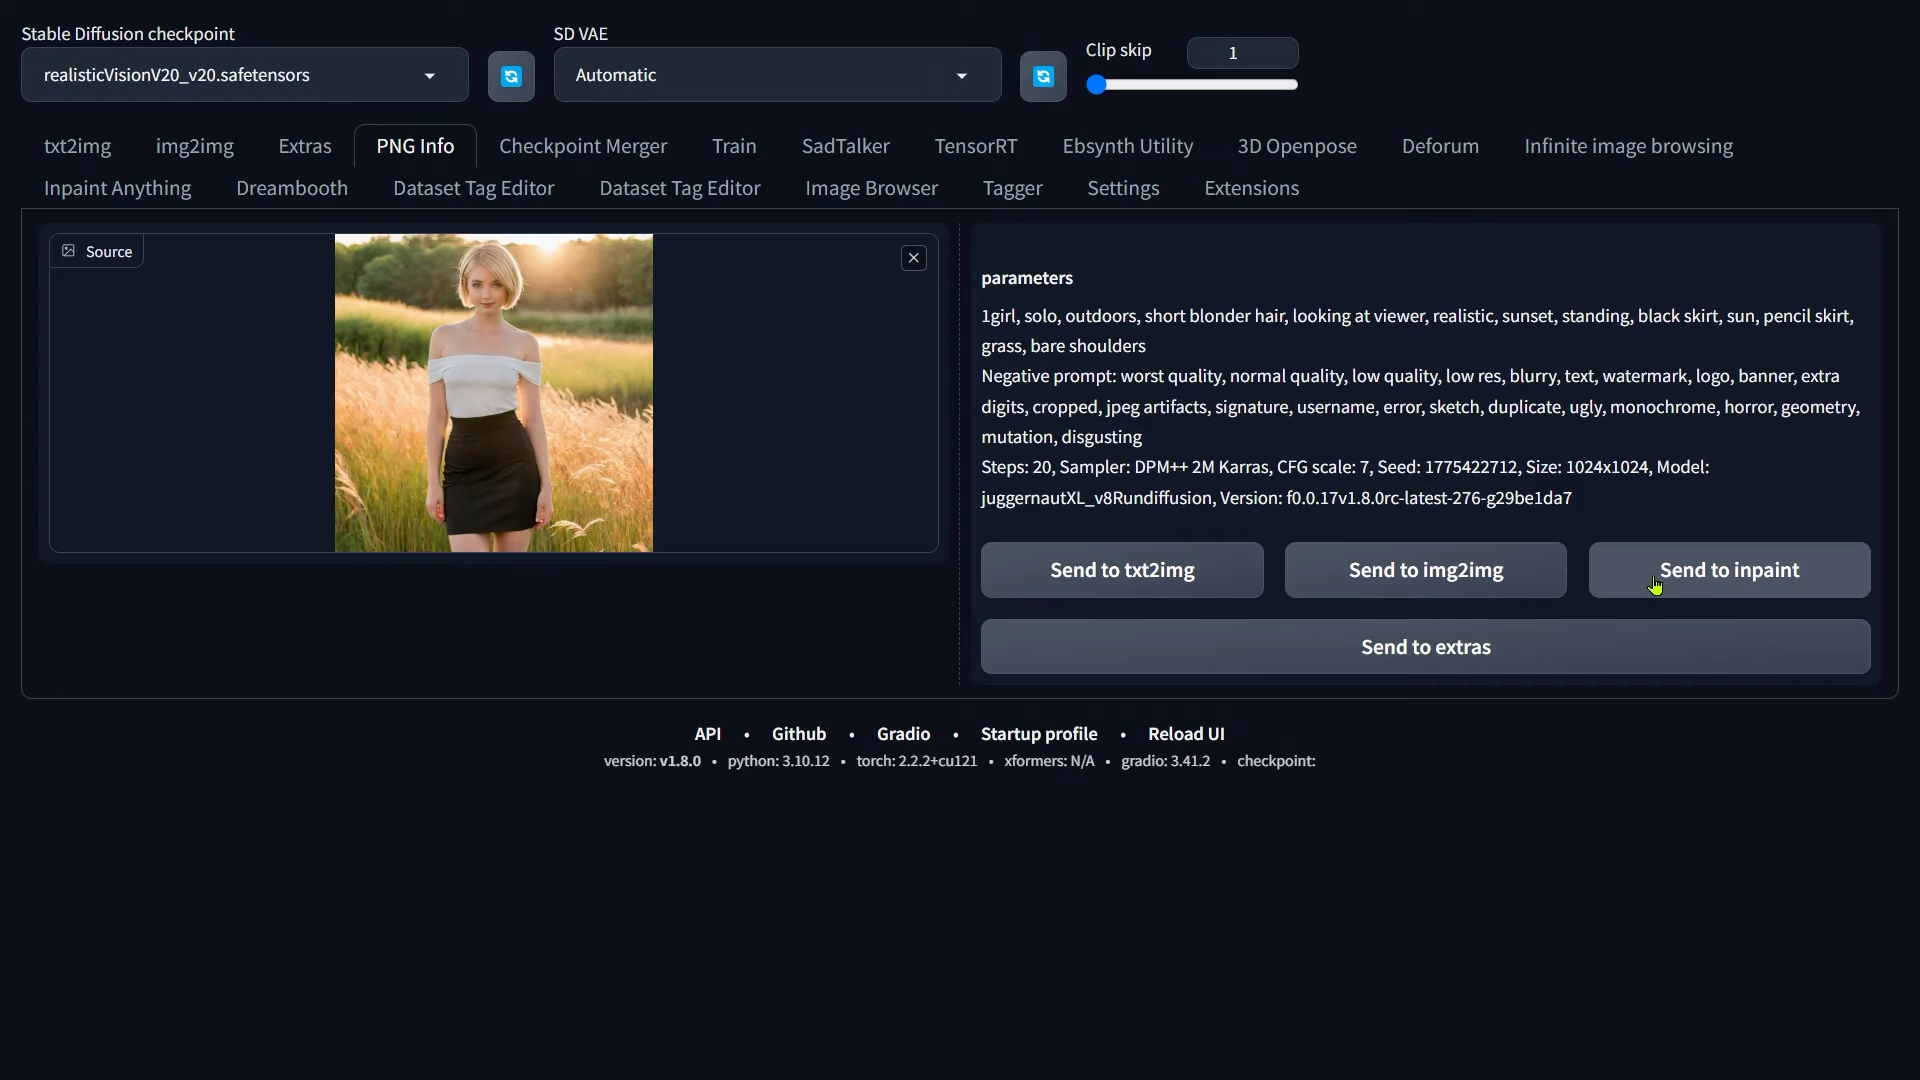 Stable Diffusion checkpoint
SD VAE
Clip skip
1
realisticVisionV20_v20.safetensors
Automatic
txt2img
img2img
Extras
PNG Info
Checkpoint Merger
Train
SadTalker
TensorRT
Ebsynth Utility
3D Openpose
Deforum
Infinite image browsing
Inpaint Anything
Dreambooth
Dataset Tag Editor
Dataset Tag Editor
Image Browser
Tagger
Settings
Extensions
Source
parameters
1girl, solo, outdoors, short blonder hair, looking at viewer, realistic, sunset, standing, black skirt, sun, pencil skirt,
grass, bare shoulders
Negative prompt: worst quality, normal quality, low quality, low res, blurry, text, watermark, logo, banner, extra
digits, cropped, jpeg artifacts, signature, username, error, sketch, duplicate, ugly, monochrome, horror, geometry,
mutation, disgusting
Steps: 20, Sampler: DPM++ 2M Karras, CFG scale: 7, Seed: 1775422712, Size: 1024x1024, Model:
juggernautXL_v8Rundiffusion, Version: f0.0.17v1.8.0rc-latest-276-g29be1da7
Send to txt2img
Send to img2img
Send to inpaint
Send to extras
API • Github • Gradio • Startup profile • Reload UI
version: v1.8.0 • python: 3.10.12 • torch: 2.2.2+cu121 • xformers: N/A • gradio: 3.41.2 • checkpoint: